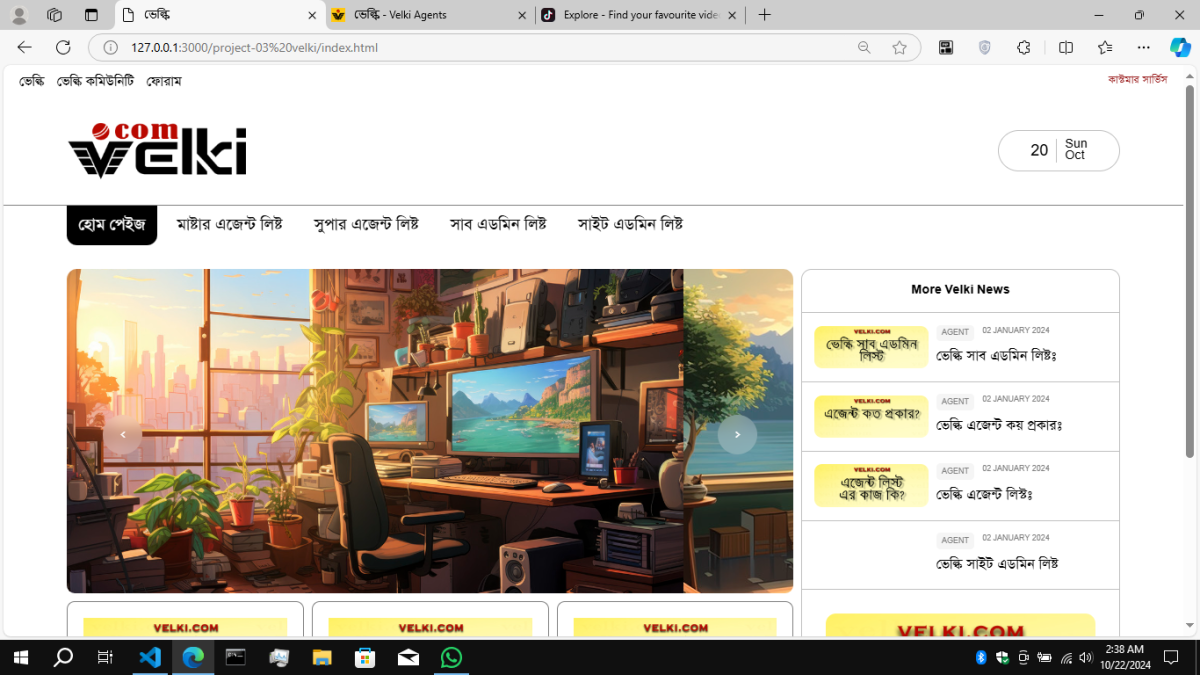 ভেল্কি
ভেল্কি - Velki Agents
Explore - Find your favourite vide
127.0.0.1:3000/project-03%20velki/index.html
ভেল্কি ভেল্কি কমিউনিটি ফোরাম
কাস্টমার সার্ভিস
com
velki
20
Sun
Oct
হোম পেইজ মাষ্টার এজেন্ট লিষ্ট সুপার এজেন্ট লিষ্ট সাব এডমিন লিষ্ট সাইট এডমিন লিষ্ট
More Velki News
VELKI.COM
ভেল্কি সাব এডমিন
লিস্ট
AGENT 02 JANUARY 2024
ভেল্কি সাব এডমিন লিষ্টঃ
VELKI.COM
এজেন্ট কত প্রকার?
AGENT 02 JANUARY 2024
ভেল্কি এজেন্ট কয় প্রকারঃ
VELKI.COM
এজেন্ট লিস্ট
এর কাজ কি?
AGENT 02 JANUARY 2024
ভেল্কি এজেন্ট লিস্টঃ
AGENT 02 JANUARY 2024
ভেল্কি সাইট এডমিন লিষ্ট
VELKI.COM
VELKI.COM
VELKI.COM
VELKI.COM
2:38 AM
10/22/2024